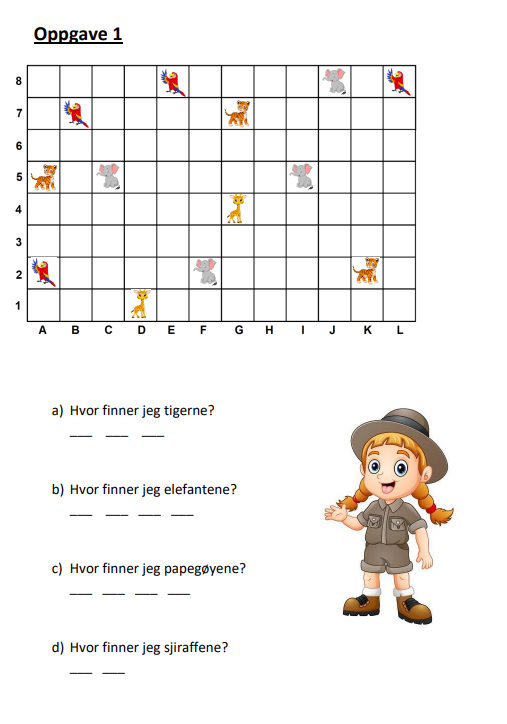 Oppgave 1
8
7
6
5
4
3
2
1
A B C D E F G H I J K L
a) Hvor finner jeg tigerne?
___ ___ ___
b) Hvor finner jeg elefantene?
___ ___ ___ ___
c) Hvor finner jeg papegøyene?
___ ___ ___ ___
d) Hvor finner jeg sjiraffene?
___ ___